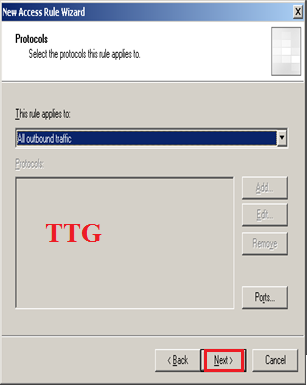 New Access Rule Wizard
Protocols
Select the protocols this rule applies to.
This rule applies to:
All outbound traffic
Protocols:
Add...
TTG
Edit...
Remove
Ports...
< Back
Next >
Cancel